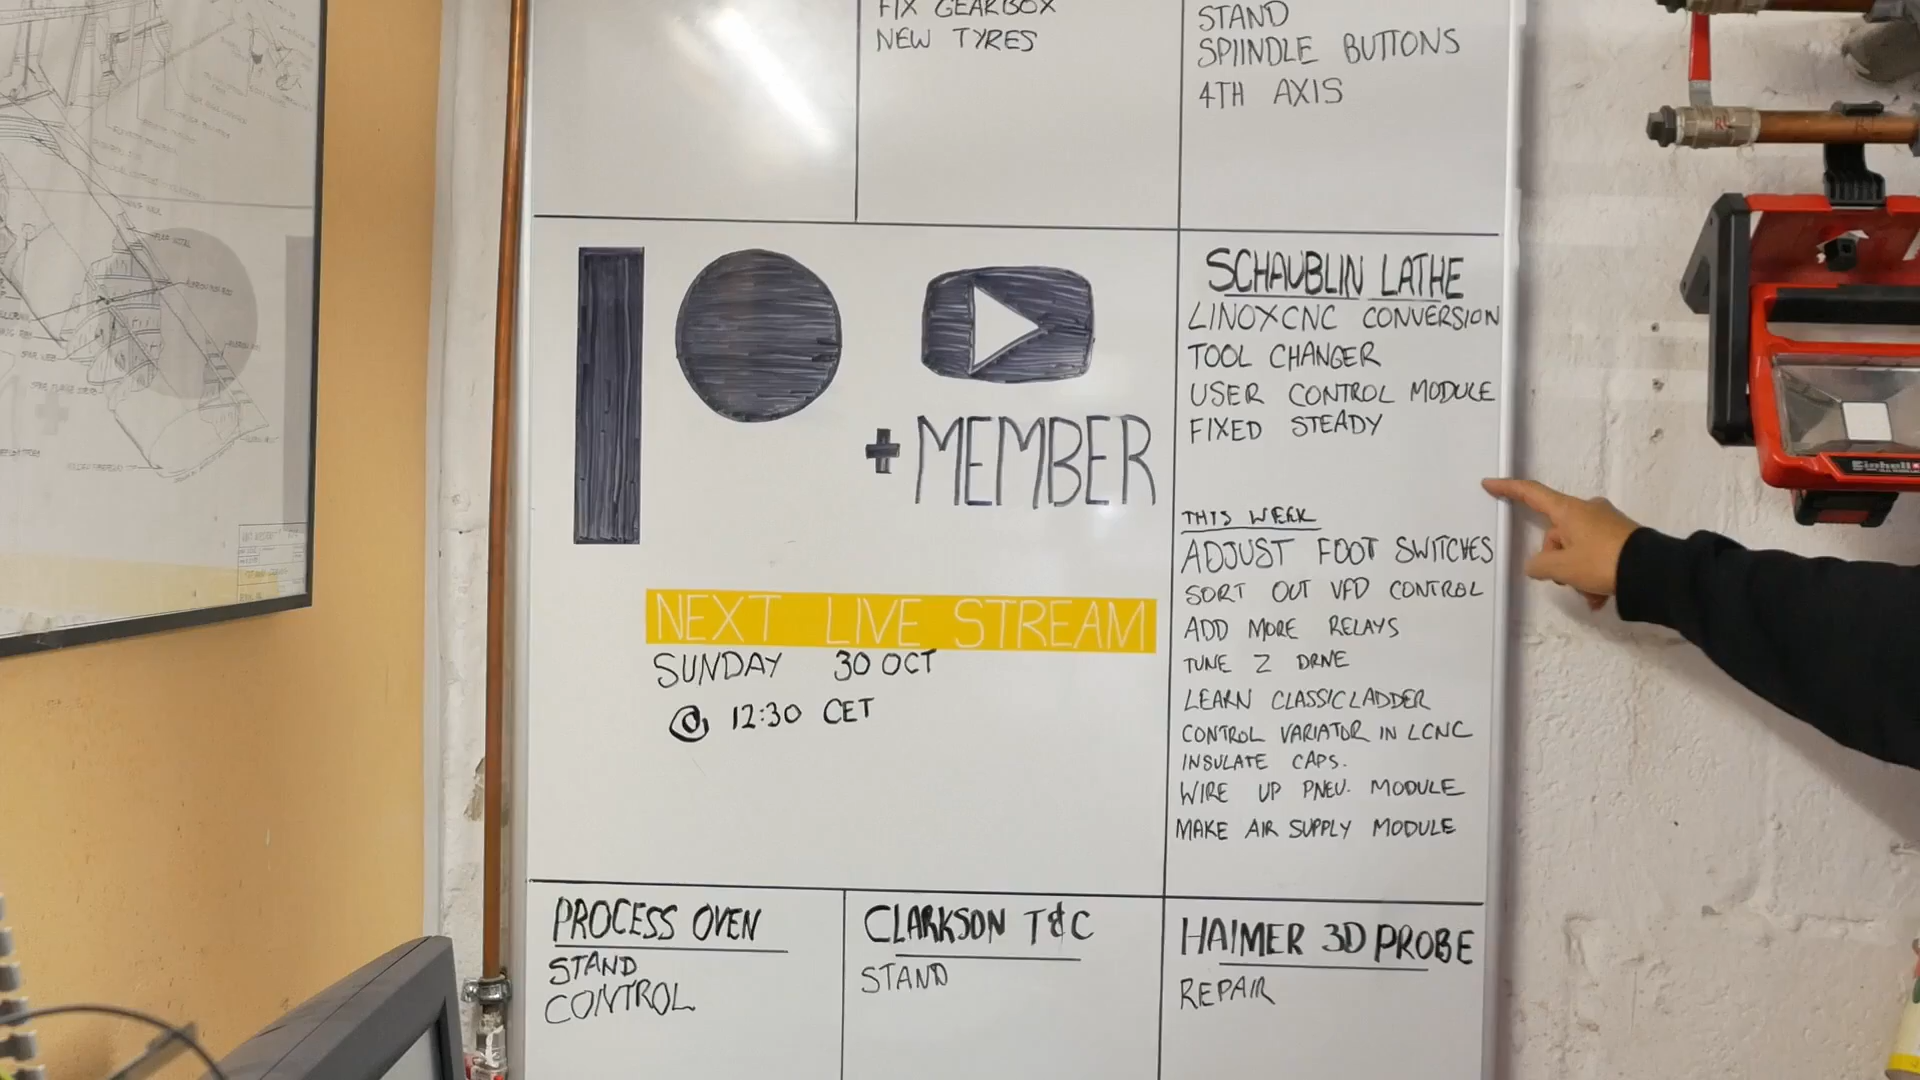 FIX GEARBOX
NEW TYRES
STAND
SPIINDLE BUTTONS
4TH AXIS
+ MEMBER
NEXT LIVE STREAM
SUNDAY 30 OCT
@ 12:30 CET
SCHAUBLIN LATHE
LINUXCNC CONVERSION
TOOL CHANGER
USER CONTROL MODULE
FIXED STEADY
THIS WEEK
ADJUST FOOT SWITCHES
SORT OUT VFD CONTROL
ADD MORE RELAYS
TUNE Z DRIVE
LEARN CLASSICLADDER
CONTROL VARIATOR IN LCNC
INSULATE CAPS.
WIRE UP PNEU. MODULE
MAKE AIR SUPPLY MODULE
PROCESS OVEN
STAND
CONTROL
CLARKSON T&C
STAND
HAIMER 3D PROBE
REPAIR
Einhell